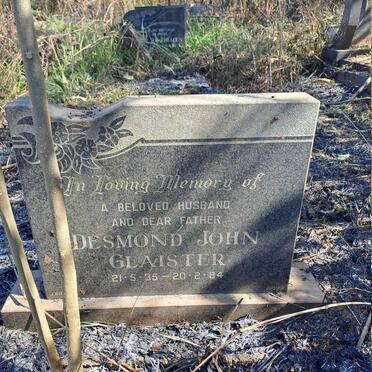 In Loving Memory of
A BELOVED HUSBAND
AND DEAR FATHER
DESMOND JOHN
GLAISTER
21·5·35–20·2·84